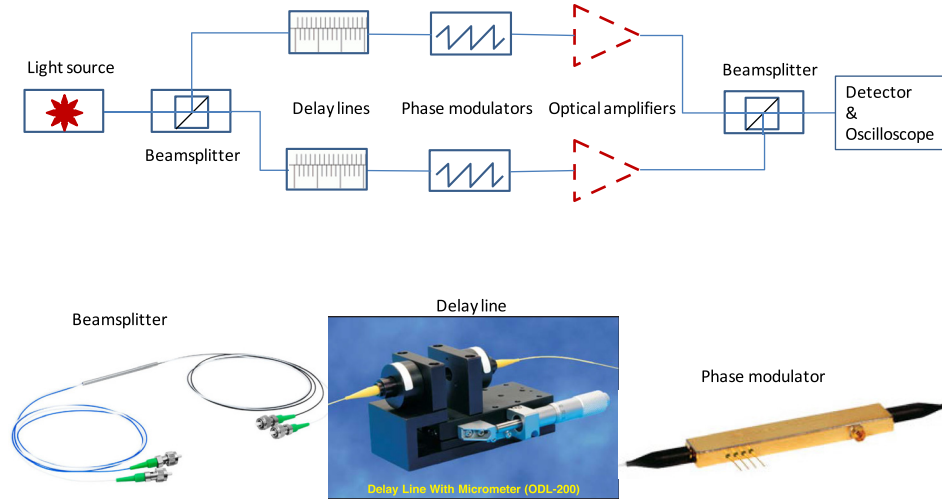 Light source
Beamsplitter
Delay lines
Phase modulators
Optical amplifiers
Beamsplitter
Detector
&
Oscilloscope
Beamsplitter
Delay line
Phase modulator
Delay Line With Micrometer (ODL-200)